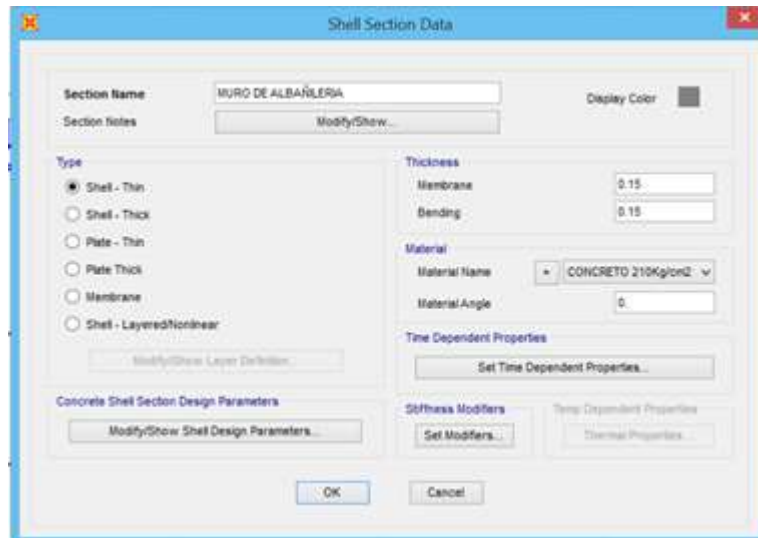 Shell Section Data
Section Name MURO DE ALBAÑILERIA Display Color
Section Notes Modify/Show...
Type
Shell - Thin
Shell - Thick
Plate - Thin
Plate Thick
Membrane
Shell - Layered/Nonlinear
Modify/Show Layer Definition...
Concrete Shell Section Design Parameters
Modify/Show Shell Design Parameters...
Thickness
Membrane 0.15
Bending 0.15
Material
Material Name + CONCRETO 210Kg/cm2
Material Angle 0.
Time Dependent Properties
Set Time Dependent Properties...
Stiffness Modifiers
Set Modifiers...
Temp Dependent Properties
Thermal Properties...
OK Cancel